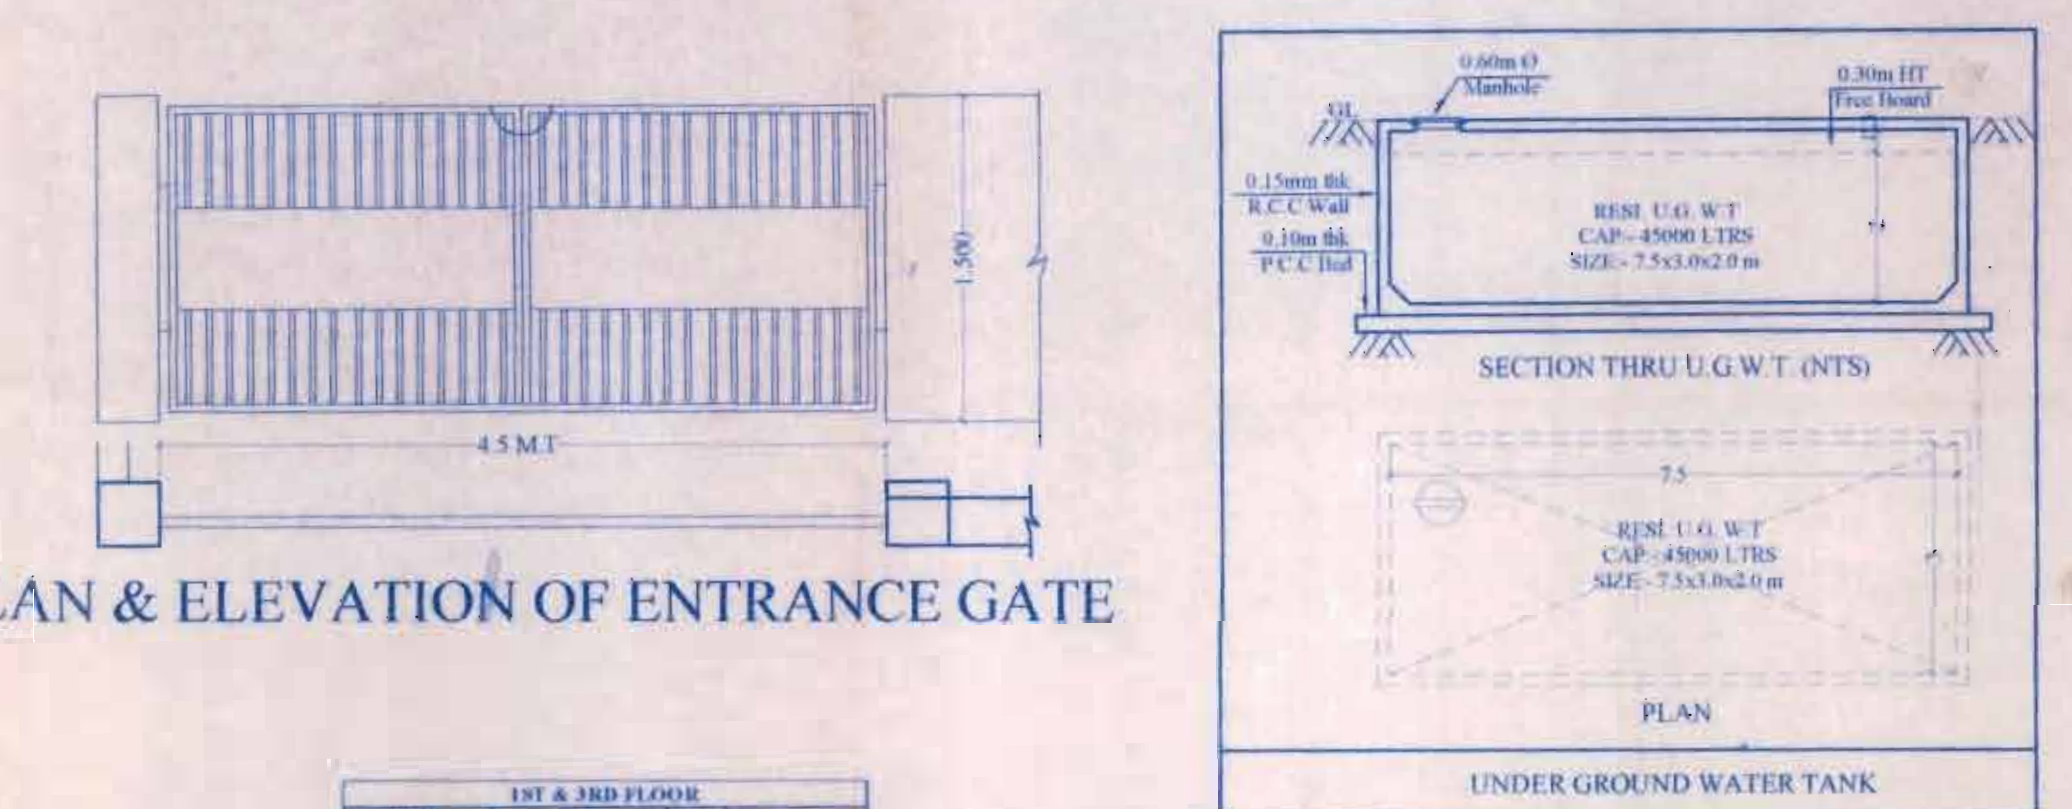 1.500
4.5 M.T
LAN & ELEVATION OF ENTRANCE GATE
1ST & 3RD FLOOR
0.60m Ø
Manhole
0.30m HT
Free Board
GL
0.15mm thk
R.C.C Wall
0.10m thk
P.C.C Bed
RESI. U.G. W.T
CAP:- 45000 LTRS
SIZE:- 7.5x3.0x2.0 m
SECTION THRU U.G.W.T. (NTS)
7.5
RESI. U.G. W.T
CAP:- 45000 LTRS
SIZE:- 7.5x3.0x2.0 m
PLAN
UNDER GROUND WATER TANK